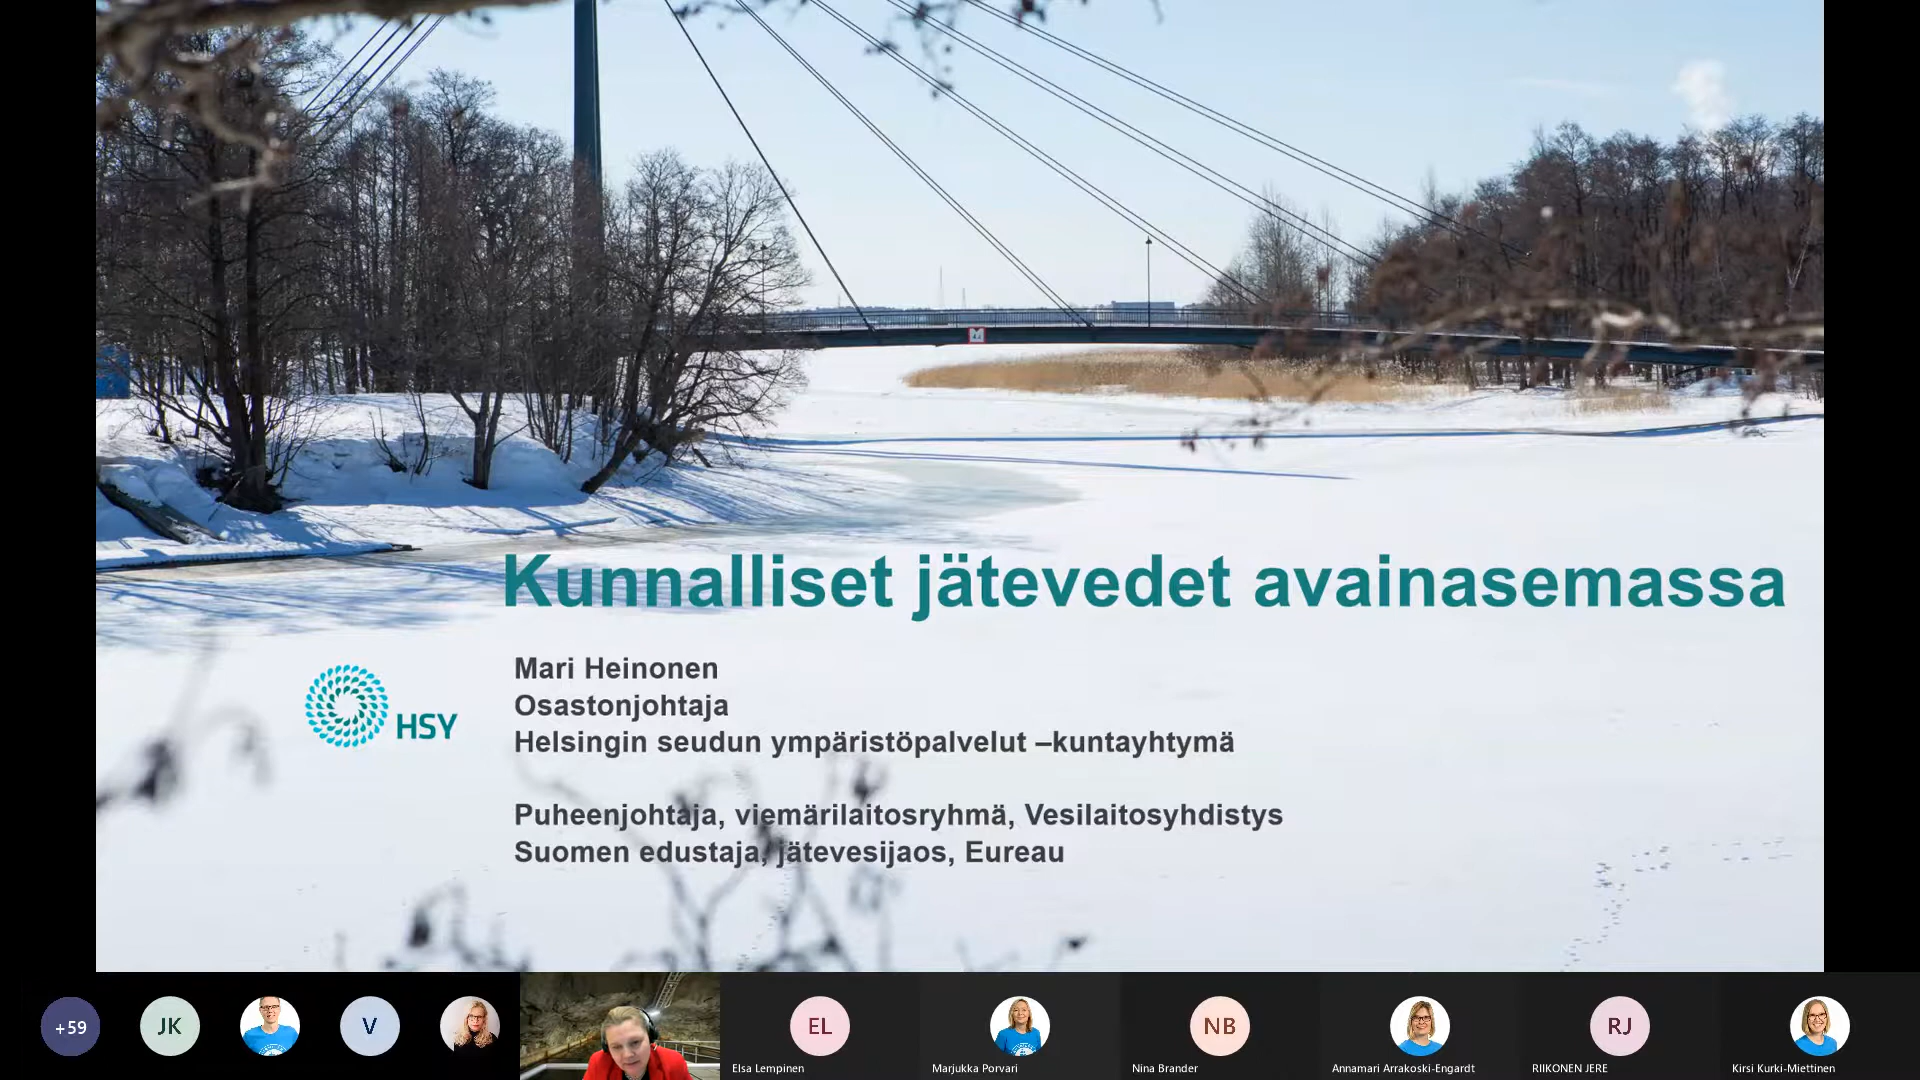 Kunnalliset jätevedet avainasemassa
HSY
Mari Heinonen
Osastonjohtaja
Helsingin seudun ympäristöpalvelut –kuntayhtymä
Puheenjohtaja, viemärilaitosryhmä, Vesilaitosyhdistys
Suomen edustaja, jätevesijaos, Eureau
+59
JK
V
EL
NB
RJ
Elsa Lempinen
Marjukka Porvari
Nina Brander
Annamari Arrakoski-Engardt
RIIKONEN JERE
Kirsi Kurki-Miettinen